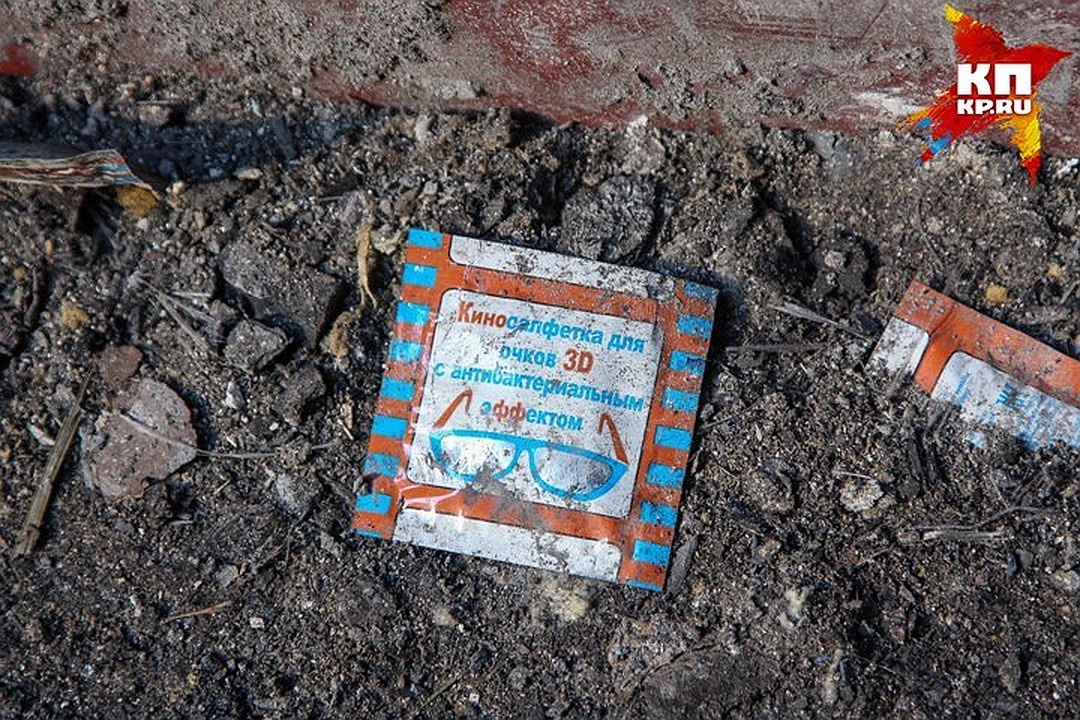 КП
KP.RU
Киносалфетка для
очков 3D
с антибактериальным
эффектом